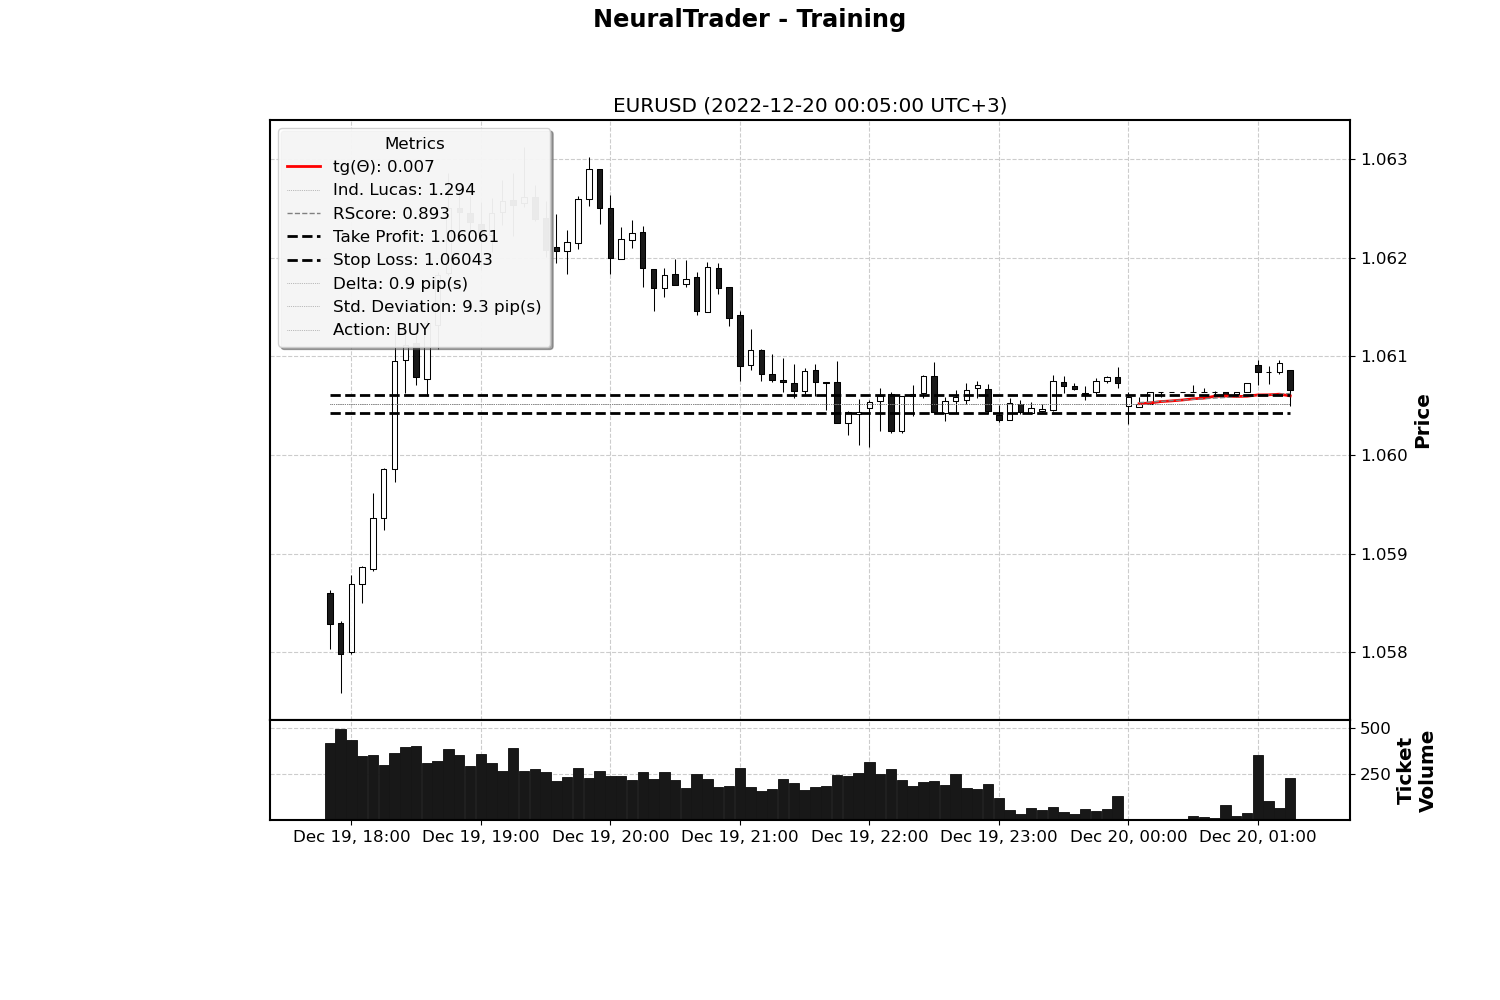 NeuralTrader - Training
EURUSD (2022-12-20 00:05:00 UTC+3)
Metrics
tg(Θ): 0.007
Ind. Lucas: 1.294
RScore: 0.893
Take Profit: 1.06061
Stop Loss: 1.06043
Delta: 0.9 pip(s)
Std. Deviation: 9.3 pip(s)
Action: BUY
1.063
1.062
1.061
1.060
1.059
1.058
Price
500
250
Ticket
Volume
Dec 19, 18:00 Dec 19, 19:00 Dec 19, 20:00 Dec 19, 21:00 Dec 19, 22:00 Dec 19, 23:00 Dec 20, 00:00 Dec 20, 01:00